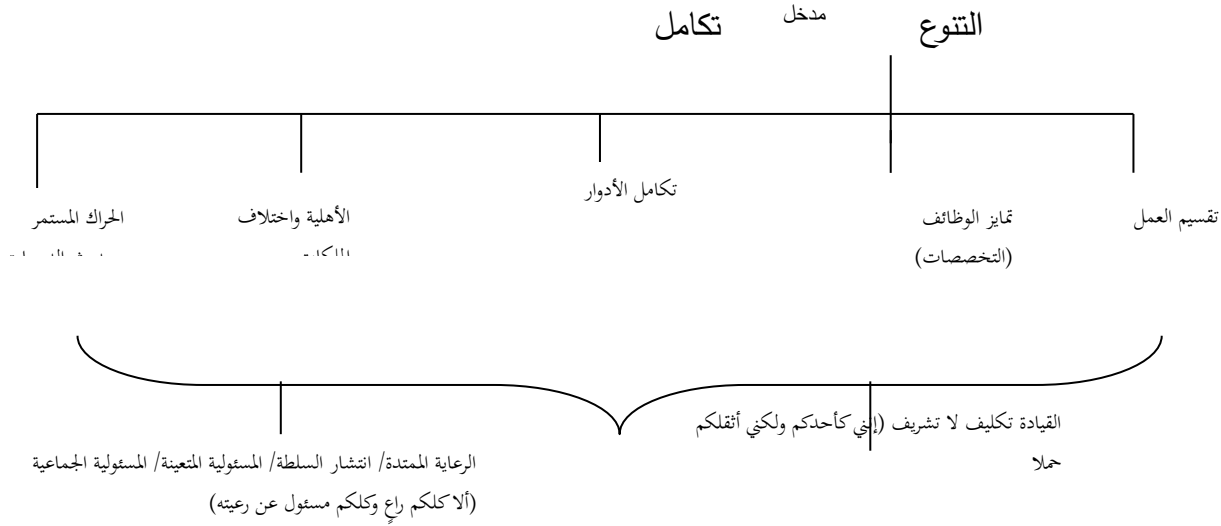 التنوع مدخل تكامل
تقسيم العمل
تمايز الوظائف
(التخصصات)
تكامل الأدوار
الأهلية واختلاف
الحراك المستمر
القيادة تكليف لا تشريف (إنني كأحدكم ولكني أثقلكم
حملا
الرعاية الممتدة/ انتشار السلطة/ المسئولية المتعينة/ المسئولية الجماعية
(ألا كلكم راعٍ وكلكم مسئول عن رعيته)